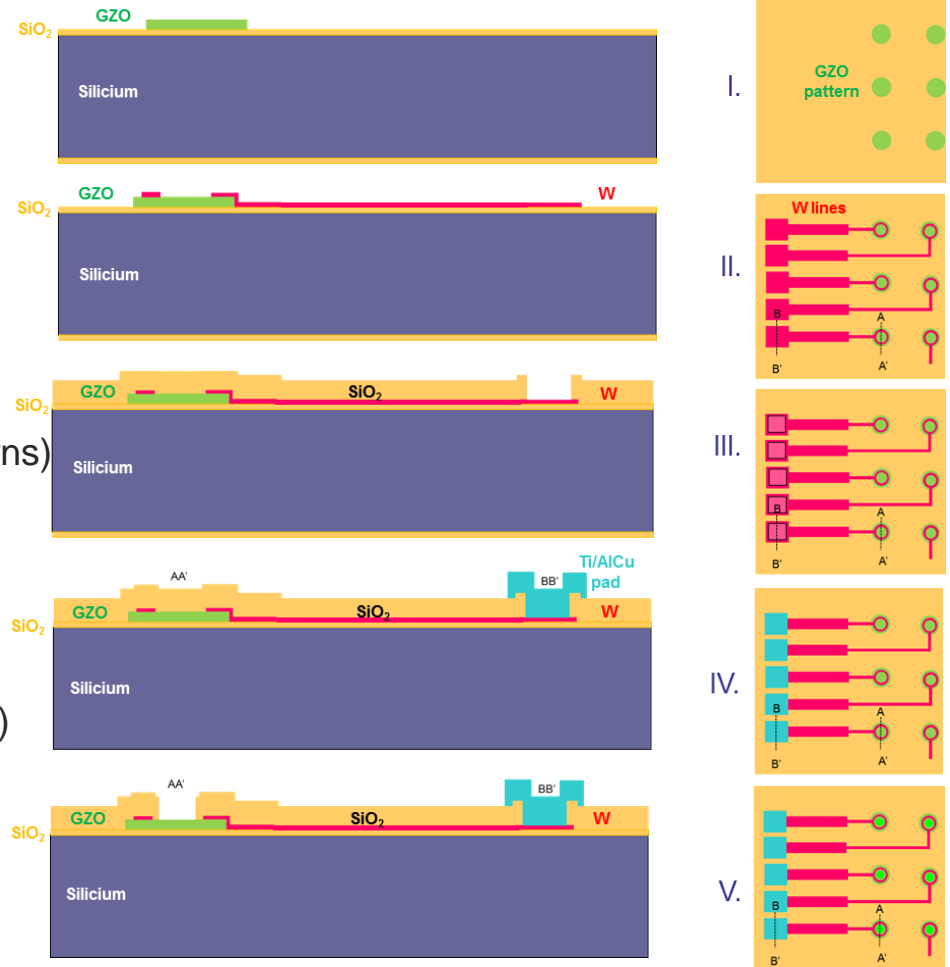 GZO
SiO₂
Silicium
I.
GZO
pattern
GZO
W
SiO₂
Silicium
II.
W lines
B
A
B'
A'
GZO
SiO₂
W
SiO₂
rns)
Silicium
III.
B
A
B'
A'
Ti/AlCu
pad
AA'
BB'
GZO
SiO₂
W
SiO₂
Silicium
)
IV.
B
A
B'
A'
AA'
BB'
GZO
SiO₂
W
SiO₂
Silicium
V.
B
A
B'
A'